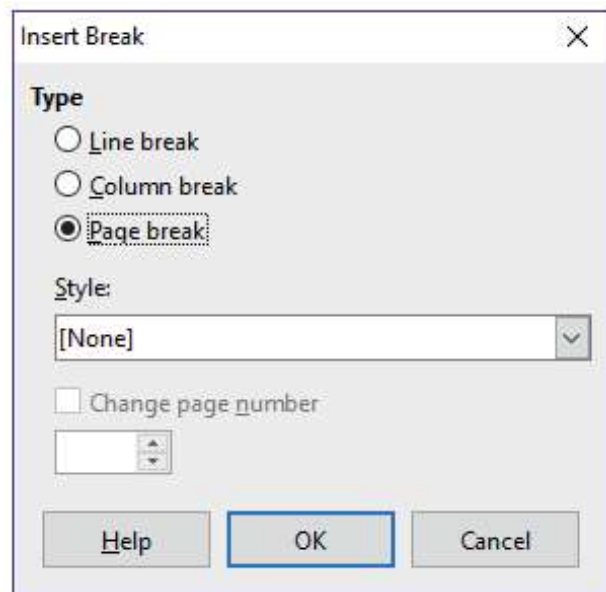 Insert Break
Type
Line break
Column break
Page break
Style:
[None]
Change page number
Help OK Cancel